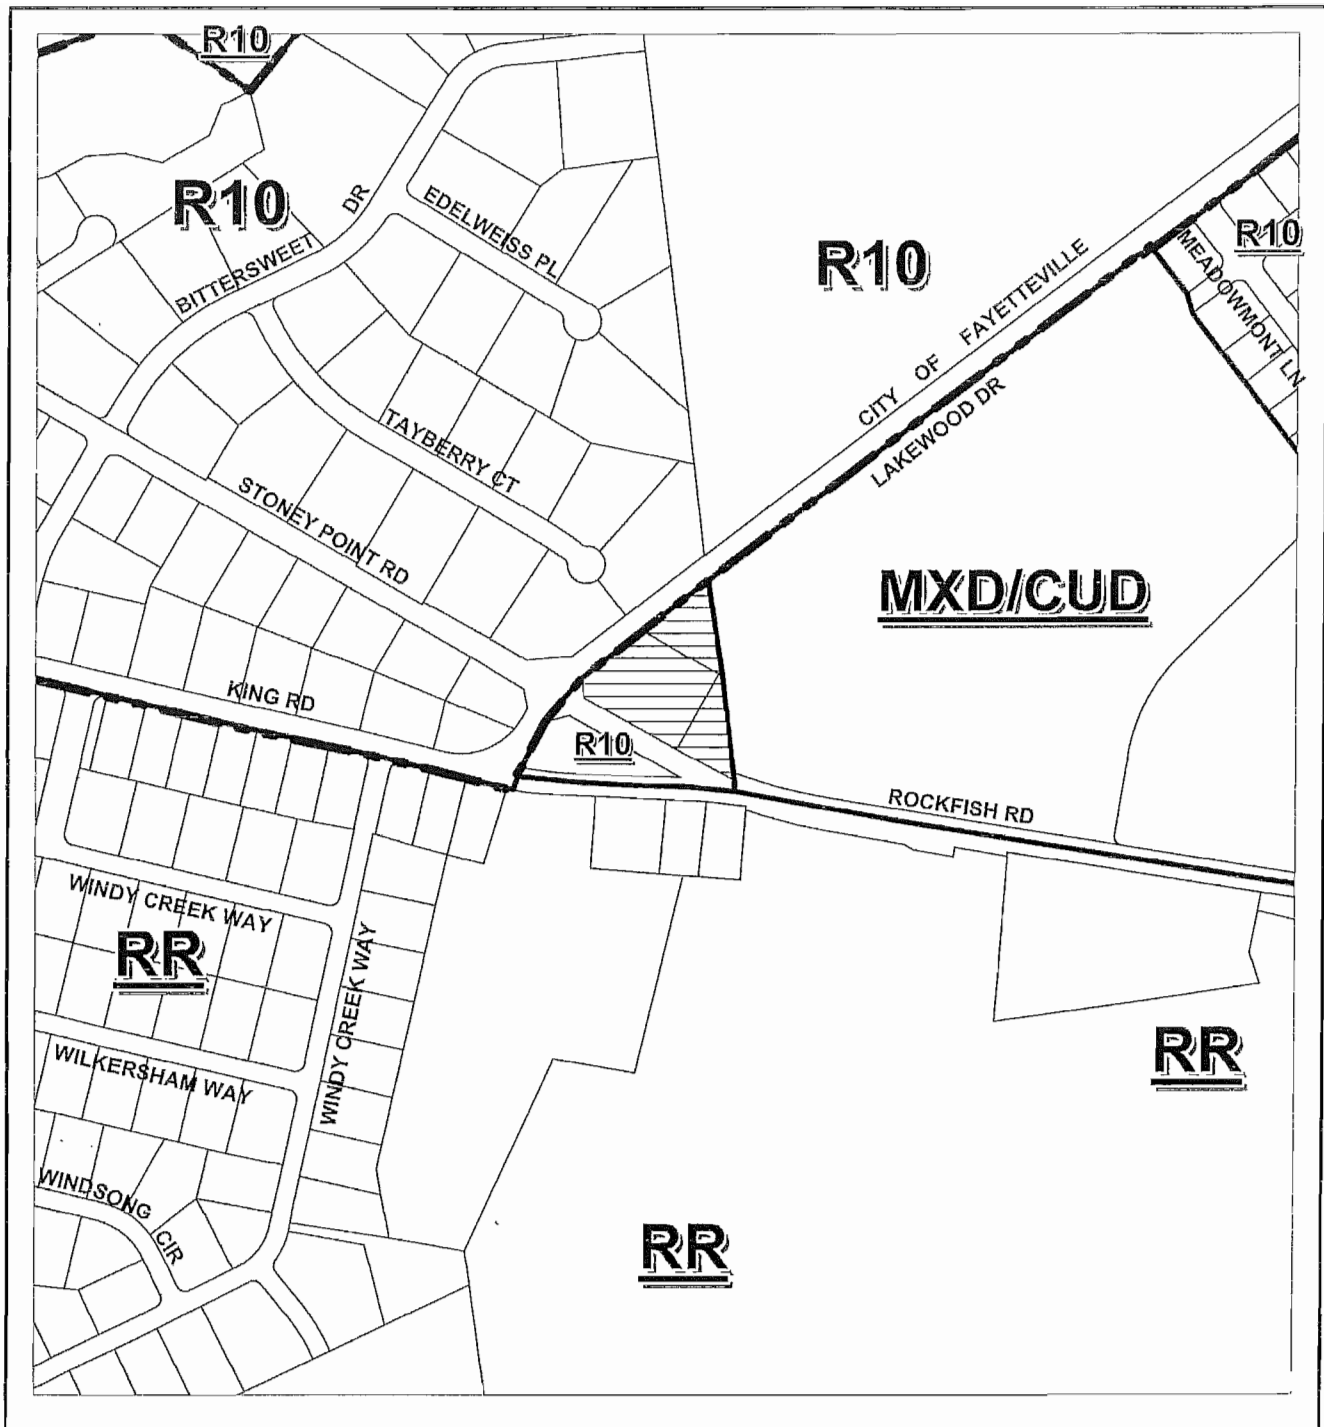 R10
R10
BITTERSWEET DR
EDELWEISS PL
R10
R10
MEADOWMONT LN
CITY OF FAYETTEVILLE
LAKEWOOD DR
TAYBERRY CT
STONEY POINT RD
MXD/CUD
KING RD
R10
ROCKFISH RD
WINDY CREEK WAY
RR
WINDY CREEK WAY
WILKERSHAM WAY
RR
WINDSONG CIR
RR